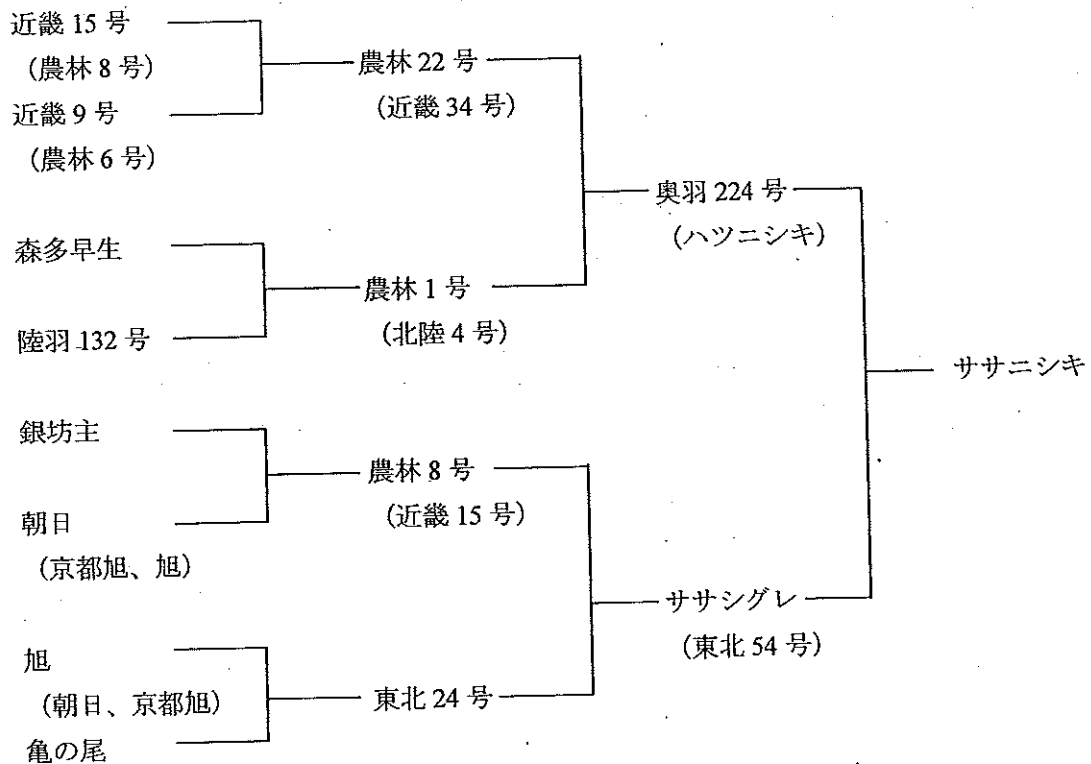 近畿 15 号
（農林 8 号）
近畿 9 号
（農林 6 号）
農林 22 号
（近畿 34 号）
森多早生
陸羽 132 号
農林 1 号
（北陸 4 号）
奥羽 224 号
（ハツニシキ）
銀坊主
朝日
（京都旭、旭）
農林 8 号
（近畿 15 号）
旭
（朝日、京都旭）
亀の尾
東北 24 号
ササシグレ
（東北 54 号）
ササニシキ